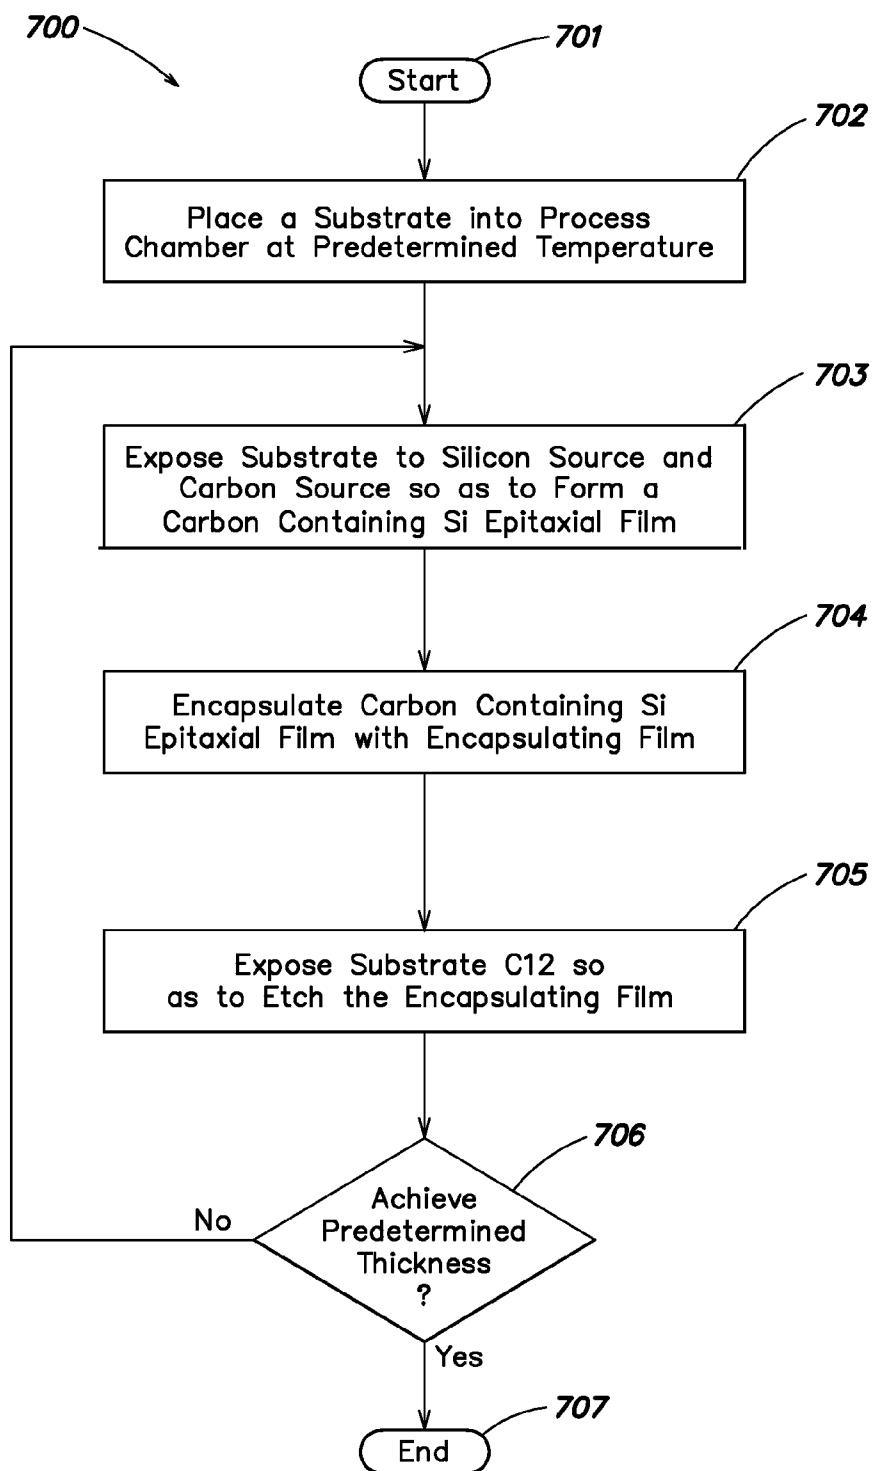 700
701
Start
702
Place a Substrate into Process
Chamber at Predetermined Temperature
703
Expose Substrate to Silicon Source and
Carbon Source so as to Form a
Carbon Containing Si Epitaxial Film
704
Encapsulate Carbon Containing Si
Epitaxial Film with Encapsulating Film
705
Expose Substrate C12 so
as to Etch the Encapsulating Film
706
Achieve
Predetermined
Thickness
?
No
Yes
707
End